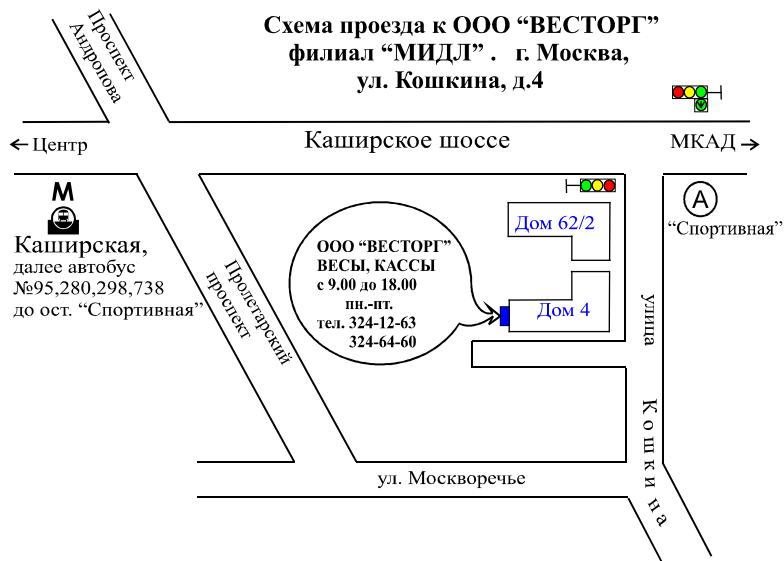 Схема проезда к ООО “ВЕСТОРГ”
филиал “МИДЛ” . г. Москва,
ул. Кошкина, д.4
Проспект
Андропова
Центр
Каширское шоссе
МКАД
М
Каширская,
далее автобус
№95,280,298,738
до ост. “Спортивная”
Пролетарский
проспект
ООО “ВЕСТОРГ”
ВЕСЫ, КАССЫ
с 9.00 до 18.00
пн.-пт.
тел. 324-12-63
324-64-60
Дом 62/2
Дом 4
А
“Спортивная”
улица Кошкина
ул. Москворечье